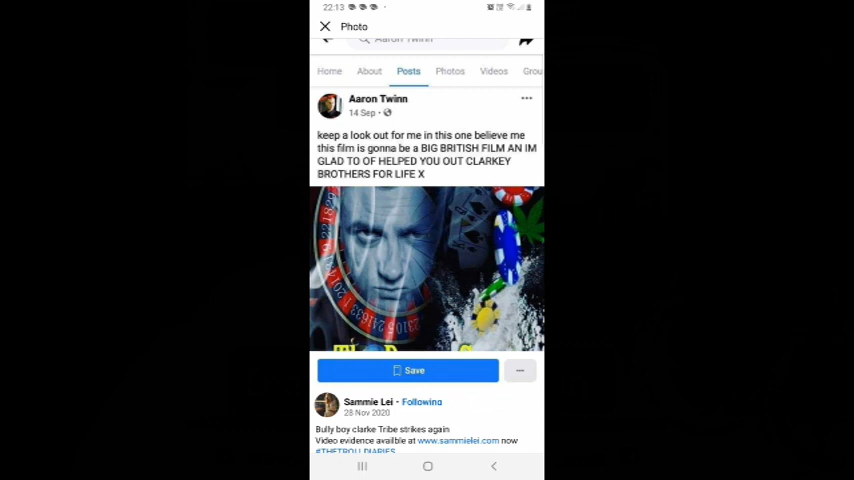 22:13
Photo
Aaron Twinn
Home About Posts Photos Videos Grou
Aaron Twinn
14 Sep
keep a look out for me in this one believe me
this film is gonna be a BIG BRITISH FILM AN IM
GLAD TO OF HELPED YOU OUT CLARKEY
BROTHERS FOR LIFE X
Save
Sammie Lei • Following
28 Nov 2020
Bully boy clarke Tribe strikes again
Video evidence availble at www.sammielei.com now
#THETROLLDIARIES